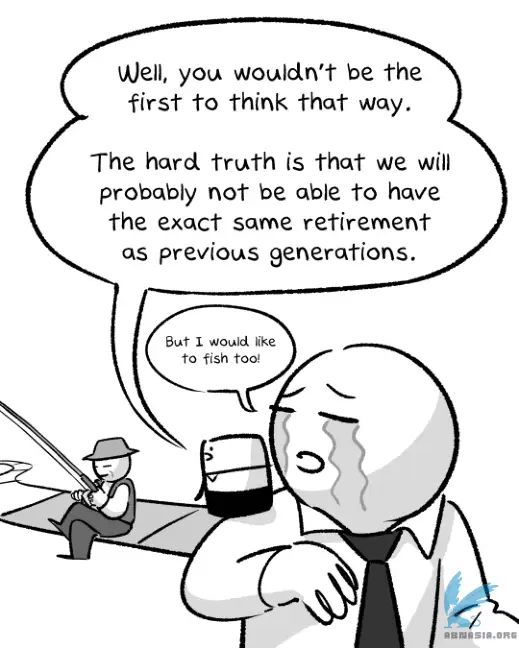 Well, you wouldn't be the
first to think that way.
The hard truth is that we will
probably not be able to have
the exact same retirement
as previous generations.
But I would like
to fish too!
ABNASIA.ORG